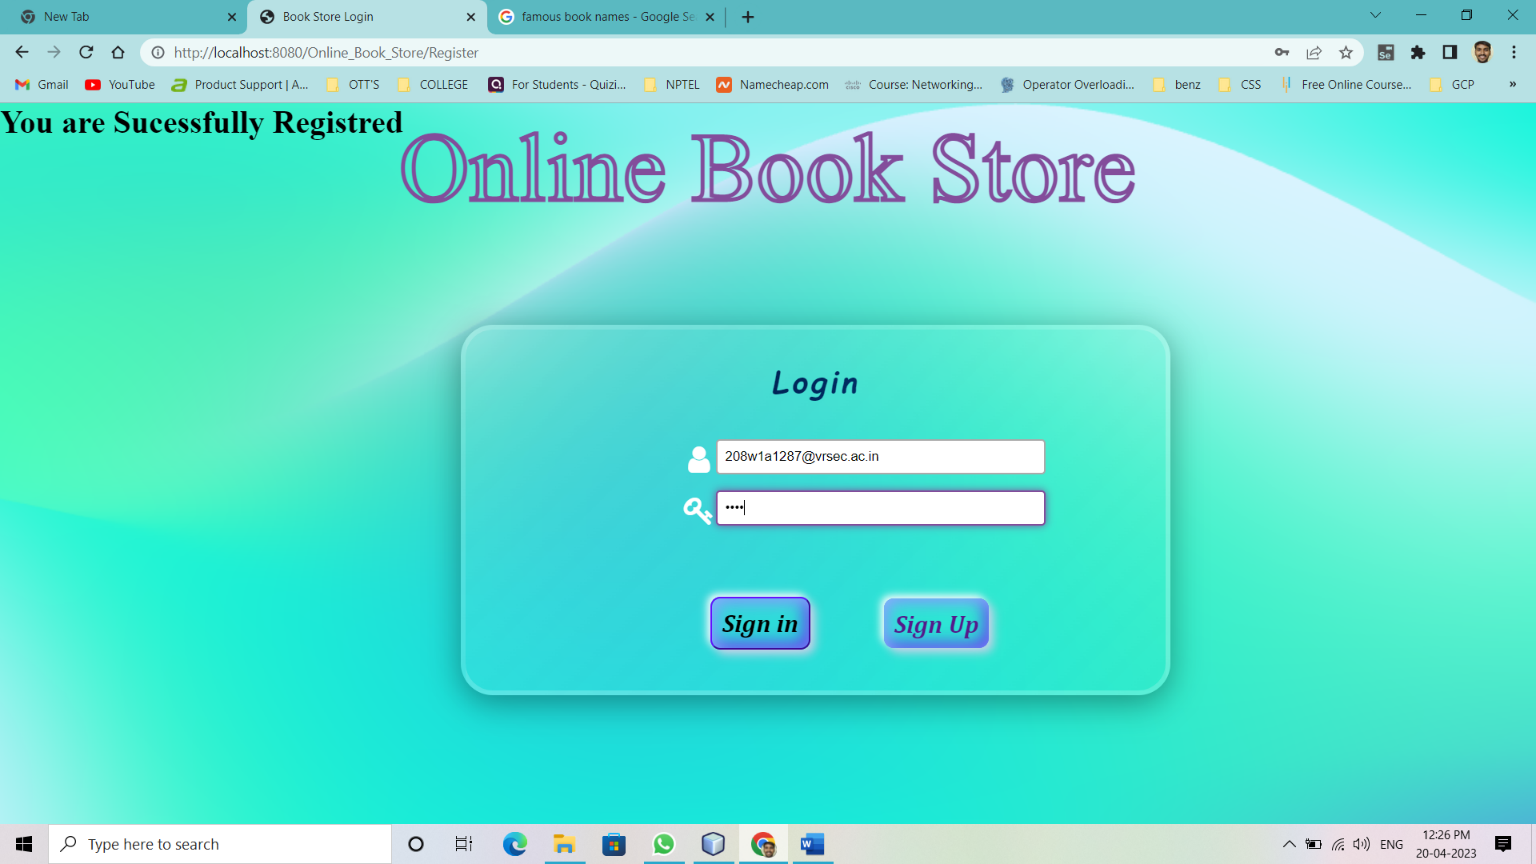 New Tab
Book Store Login
famous book names - Google Se
http://localhost:8080/Online_Book_Store/Register
Gmail YouTube Product Support | A... OTT'S COLLEGE For Students - Quizi... NPTEL Namecheap.com Course: Networking... Operator Overloadi... benz CSS Free Online Course... GCP »
You are Sucessfully Registred
Online Book Store
Login
208w1a1287@vrsec.ac.in
••••
Sign in Sign Up
Type here to search
ENG
12:26 PM
20-04-2023